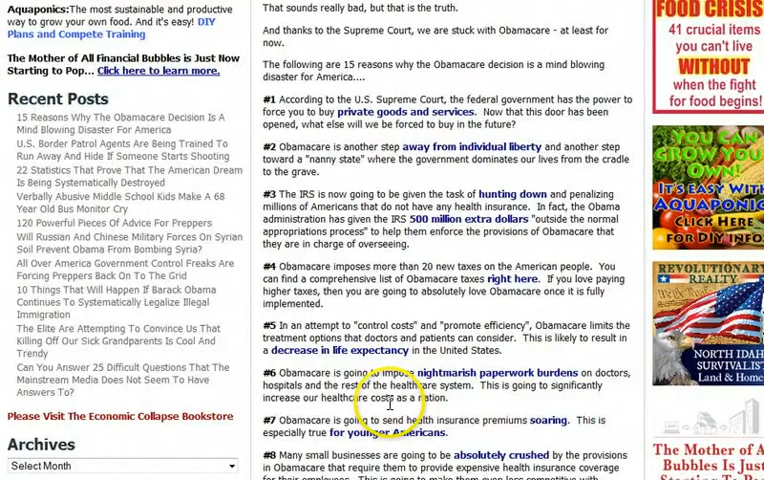 Aquaponics:The most sustainable and productive
way to grow your own food. And it's easy! DIY
Plans and Compete Training
The Mother of All Financial Bubbles is Just Now
Starting to Pop... Click here to learn more.
Recent Posts
15 Reasons Why The Obamacare Decision Is A
Mind Blowing Disaster For America
U.S. Border Patrol Agents Are Being Trained To
Run Away And Hide If Someone Starts Shooting
22 Statistics That Prove That The American Dream
Is Being Systematically Destroyed
Verbally Abusive Middle School Kids Make A 68
Year Old Bus Monitor Cry
120 Powerful Pieces Of Advice For Preppers
Will Russian And Chinese Military Forces On Syrian
Soil Prevent Obama From Bombing Syria?
All Over America Government Control Freaks Are
Forcing Preppers Back On To The Grid
10 Things That Will Happen If Barack Obama
Continues To Systematically Legalize Illegal
Immigration
The Elite Are Attempting To Convince Us That
Killing Off Our Sick Grandparents Is Cool And
Trendy
Can You Answer 25 Difficult Questions That The
Mainstream Media Does Not Seem To Have
Answers To?
Please Visit The Economic Collapse Bookstore
Archives
Select Month
That sounds really bad, but that is the truth.
And thanks to the Supreme Court, we are stuck with Obamacare - at least for
now.
The following are 15 reasons why the Obamacare decision is a mind blowing
disaster for America....
#1 According to the U.S. Supreme Court, the federal government has the power to
force you to buy private goods and services. Now that this door has been
opened, what else will we be forced to buy in the future?
#2 Obamacare is another step away from individual liberty and another step
toward a "nanny state" where the government dominates our lives from the cradle
to the grave.
#3 The IRS is now going to be given the task of hunting down and penalizing
millions of Americans that do not have any health insurance. In fact, the Obama
administration has given the IRS 500 million extra dollars "outside the normal
appropriations process" to help them enforce the provisions of Obamacare that
they are in charge of overseeing.
#4 Obamacare imposes more than 20 new taxes on the American people. You
can find a comprehensive list of Obamacare taxes right here. If you love paying
higher taxes, then you are going to absolutely love Obamacare once it is fully
implemented.
#5 In an attempt to "control costs" and "promote efficiency", Obamacare limits the
treatment options that doctors and patients can consider. This is likely to result in
a decrease in life expectancy in the United States.
#6 Obamacare is going to impose nightmarish paperwork burdens on doctors,
hospitals and the rest of the healthcare system. This is going to significantly
increase our healthcare costs as a nation.
#7 Obamacare is going to send health insurance premiums soaring. This is
especially true for younger Americans.
#8 Many small businesses are going to be absolutely crushed by the provisions
in Obamacare that require them to provide expensive health insurance coverage
for their employees. This is going to make them even less competitive with
FOOD CRISIS
41 crucial items
you can't live
WITHOUT
when the fight
for food begins!
YOU CAN
GROW YOUR
OWN!
IT'S EASY WITH
AQUAPONIC
CLICK HERE
FOR DIY INFO
REVOLUTIONARY
REALTY
NORTH IDAHO
SURVIVALIST
Land & Home
The Mother of A
Bubbles is Just
Starting To Po